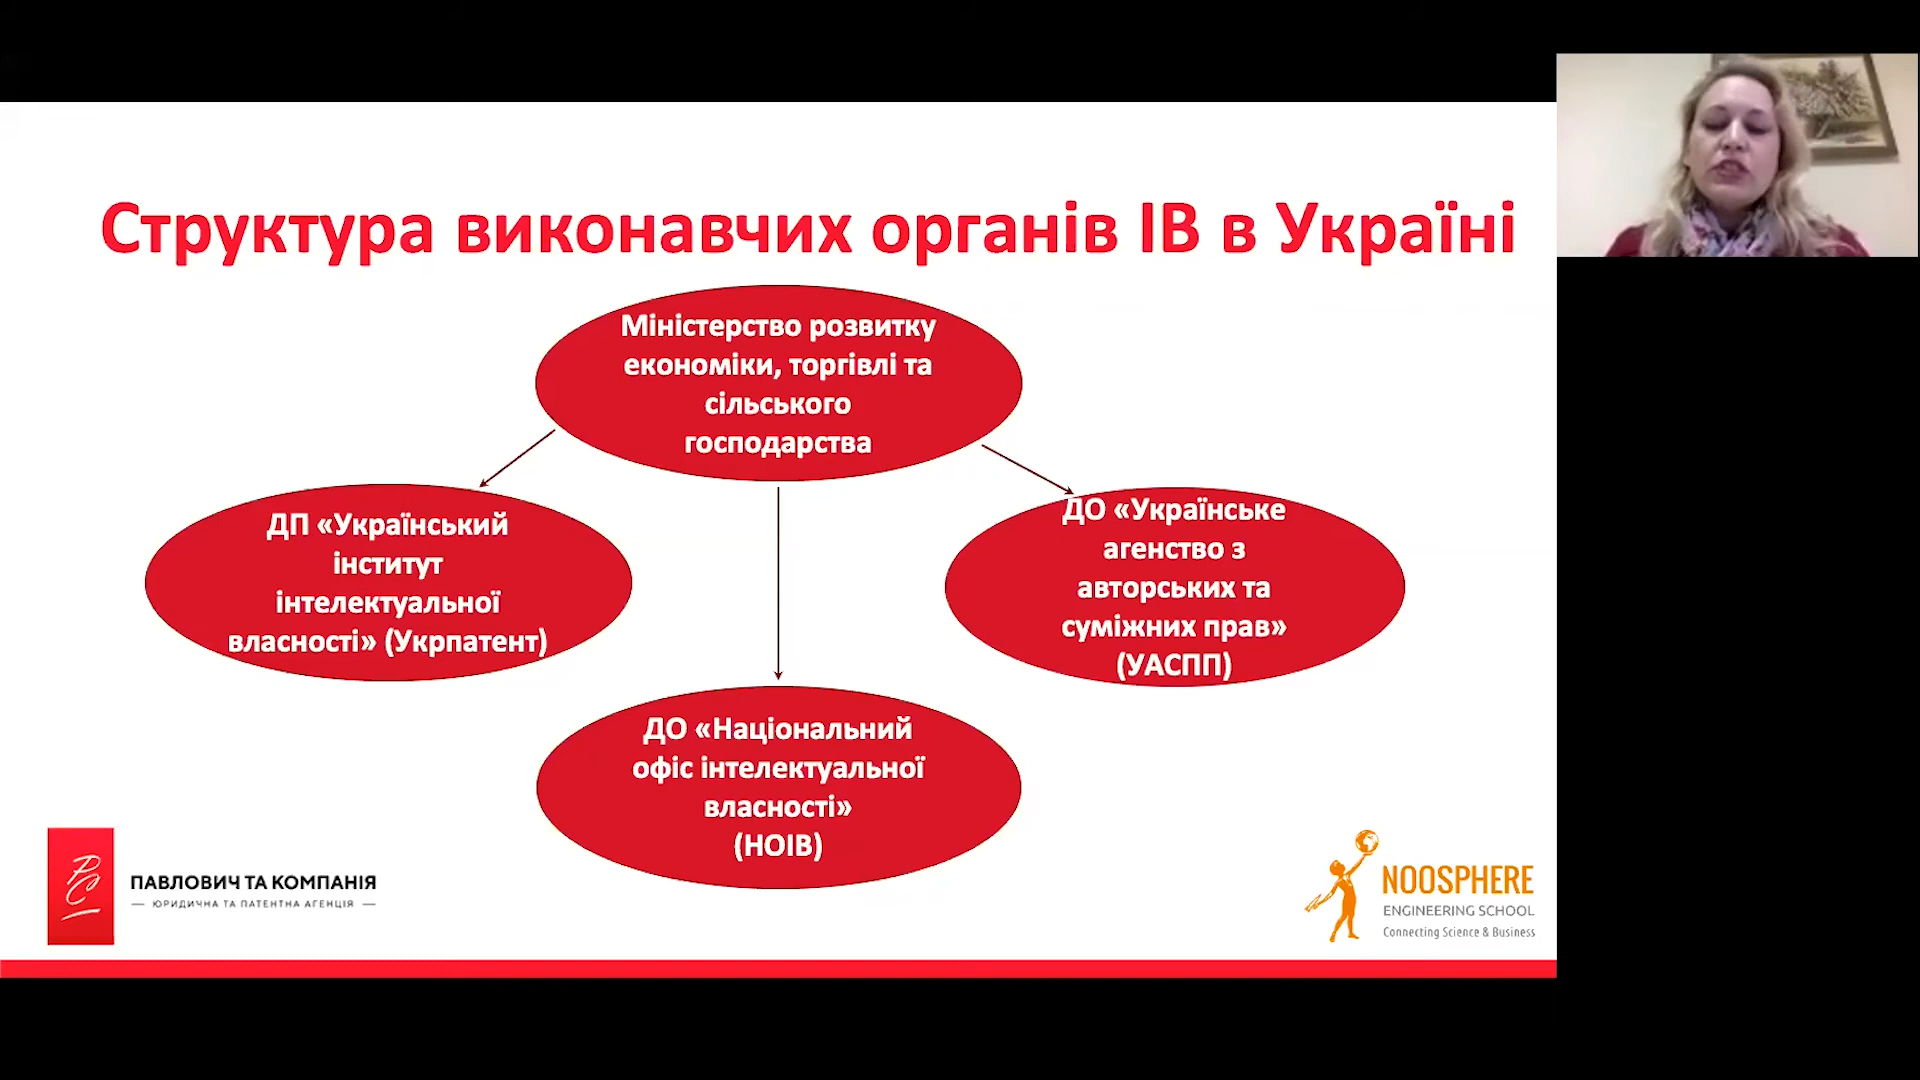 Структура виконавчих органів ІВ в Україні
Міністерство розвитку
економіки, торгівлі та
сільського
господарства
ДП «Український
інститут
інтелектуальної
власності» (Укрпатент)
ДО «Українське
агенство з
авторських та
суміжних прав»
(УАСПП)
ДО «Національний
офіс інтелектуальної
власності»
(НОІВ)
ПАВЛОВИЧ ТА КОМПАНІЯ
— ЮРИДИЧНА ТА ПАТЕНТНА АГЕНЦІЯ —
NOOSPHERE
ENGINEERING SCHOOL
Connecting Science & Business